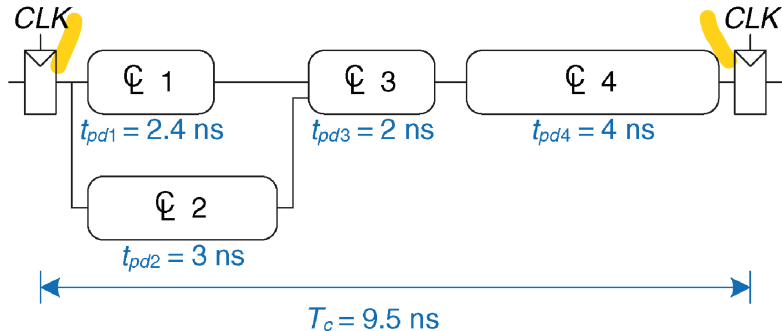 CLK CLK
CL 1 CL 3 CL 4
tpd1 = 2.4 ns tpd3 = 2 ns tpd4 = 4 ns
CL 2
tpd2 = 3 ns
Tc = 9.5 ns